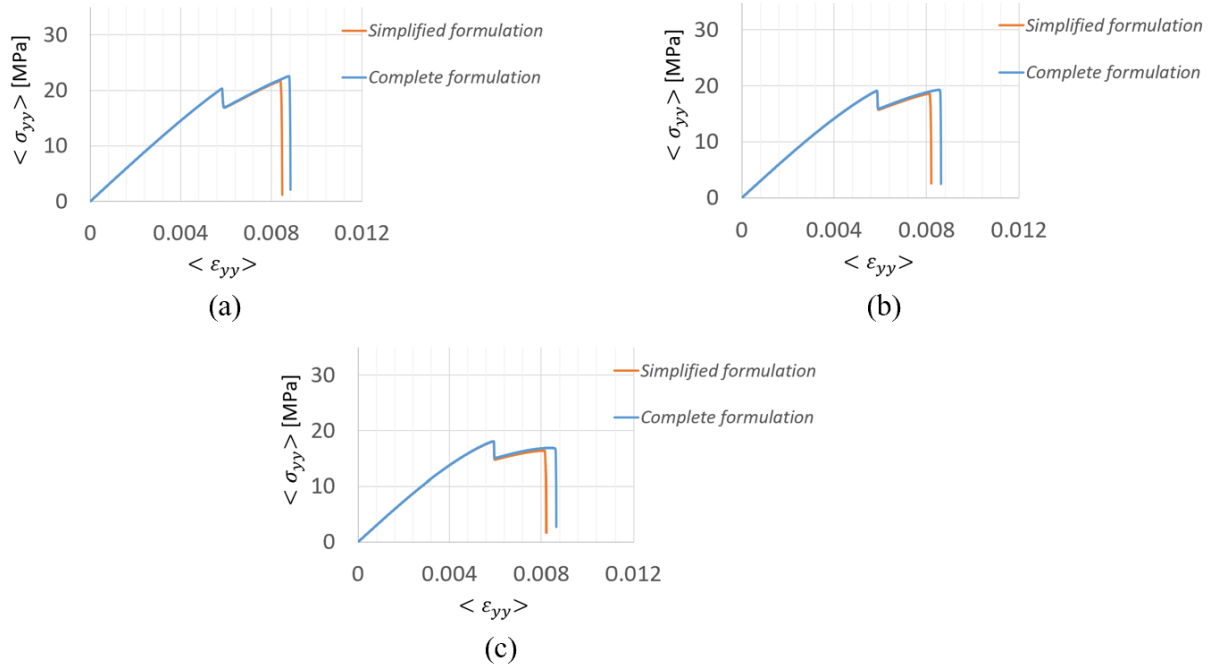 < σyy > [MPa]
30
20
10
0
0
0.004
0.008
0.012
< εyy >
Simplified formulation
Complete formulation
(a)
< σyy > [MPa]
30
20
10
0
0
0.004
0.008
0.012
< εyy >
Simplified formulation
Complete formulation
(b)
< σyy > [MPa]
30
20
10
0
0
0.004
0.008
0.012
< εyy >
Simplified formulation
Complete formulation
(c)